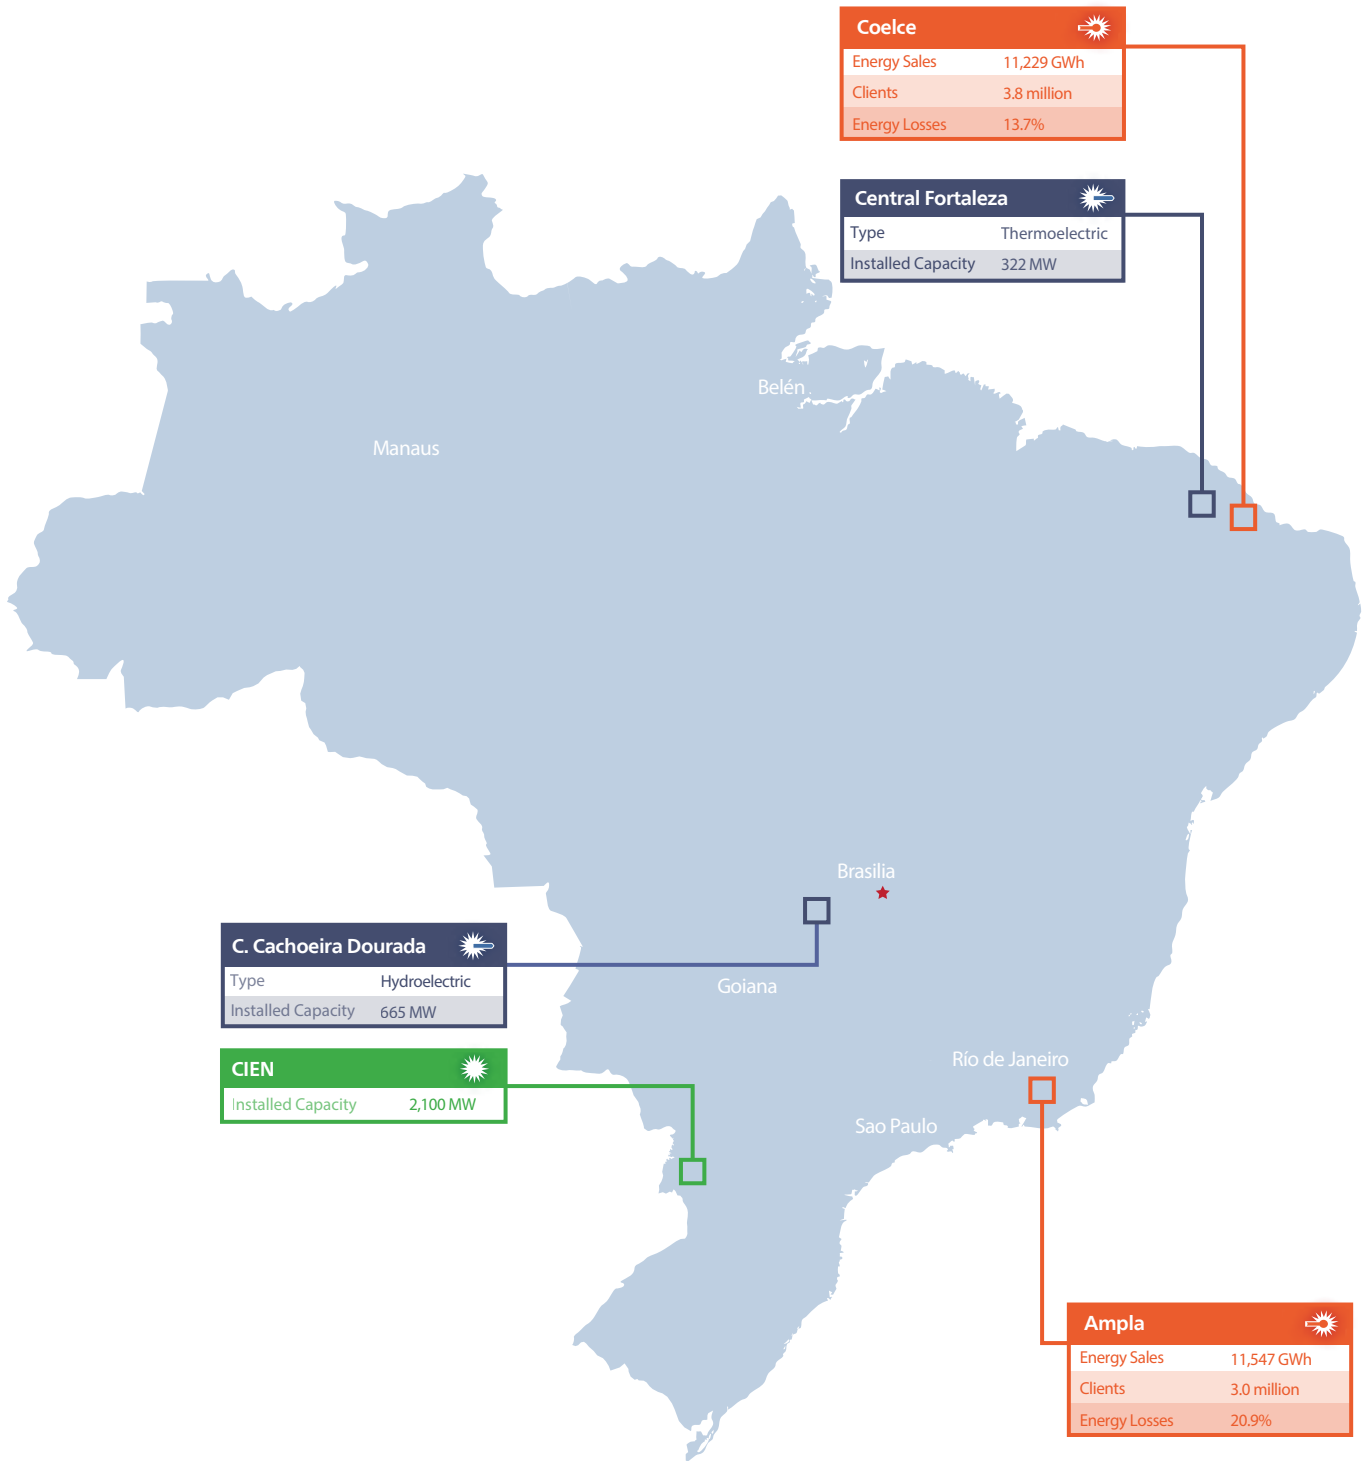 Coelce
Energy Sales 11,229 GWh
Clients 3.8 million
Energy Losses 13.7%
Central Fortaleza
Type Thermoelectric
Installed Capacity 322 MW
Belén
Manaus
Brasilia
C. Cachoeira Dourada
Type Hydroelectric
Installed Capacity 665 MW
Goiana
CIEN
Installed Capacity 2,100 MW
Río de Janeiro
Sao Paulo
Ampla
Energy Sales 11,547 GWh
Clients 3.0 million
Energy Losses 20.9%